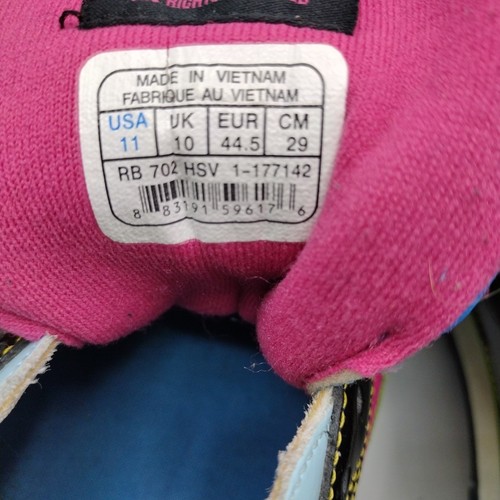 RIGHTS
MADE IN VIETNAM
FABRIQUE AU VIETNAM
USA UK EUR CM
11 10 44.5 29
RB 702 HSV 1-177142
8 83191 59617 6